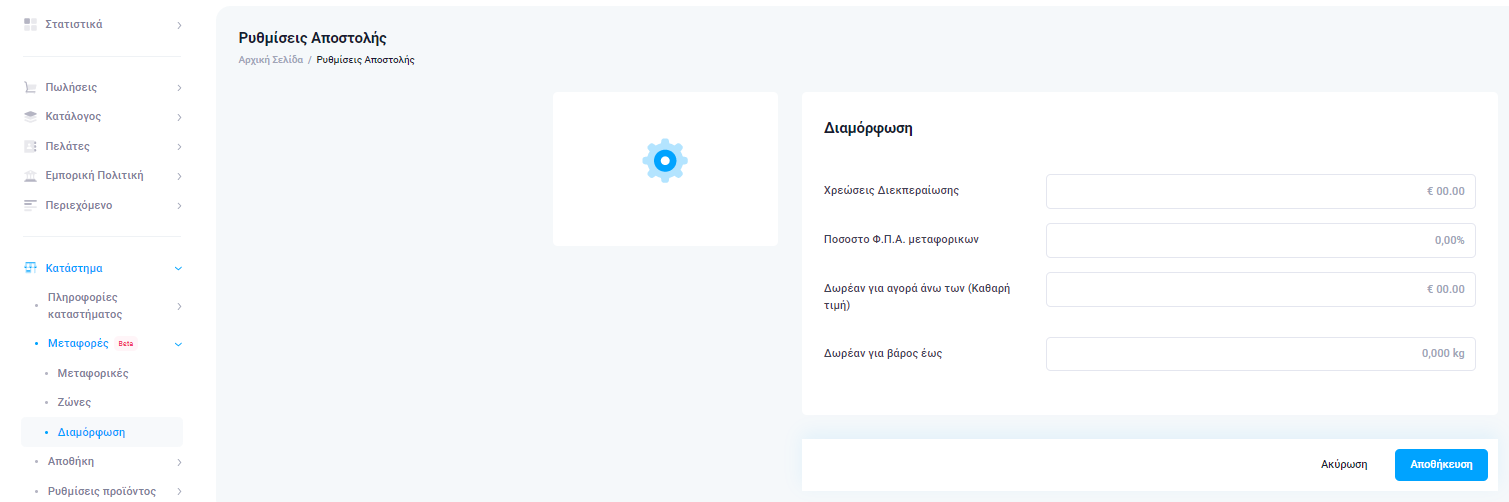 Στατιστικά
Πωλήσεις
Κατάλογος
Πελάτες
Εμπορική Πολιτική
Περιεχόμενο
Κατάστημα
Πληροφορίες
καταστήματος
Μεταφορές Beta
Μεταφορικές
Ζώνες
Διαμόρφωση
Αποθήκη
Ρυθμίσεις προϊόντος
Ρυθμίσεις Αποστολής
Αρχική Σελίδα / Ρυθμίσεις Αποστολής
Διαμόρφωση
Χρεώσεις Διεκπεραίωσης € 00.00
Ποσοστο Φ.Π.Α. μεταφορικων 0,00%
Δωρέαν για αγορά άνω των (Καθαρή € 00.00
τιμή)
Δωρέαν για βάρος έως 0,000 kg
Ακύρωση Αποθήκευση